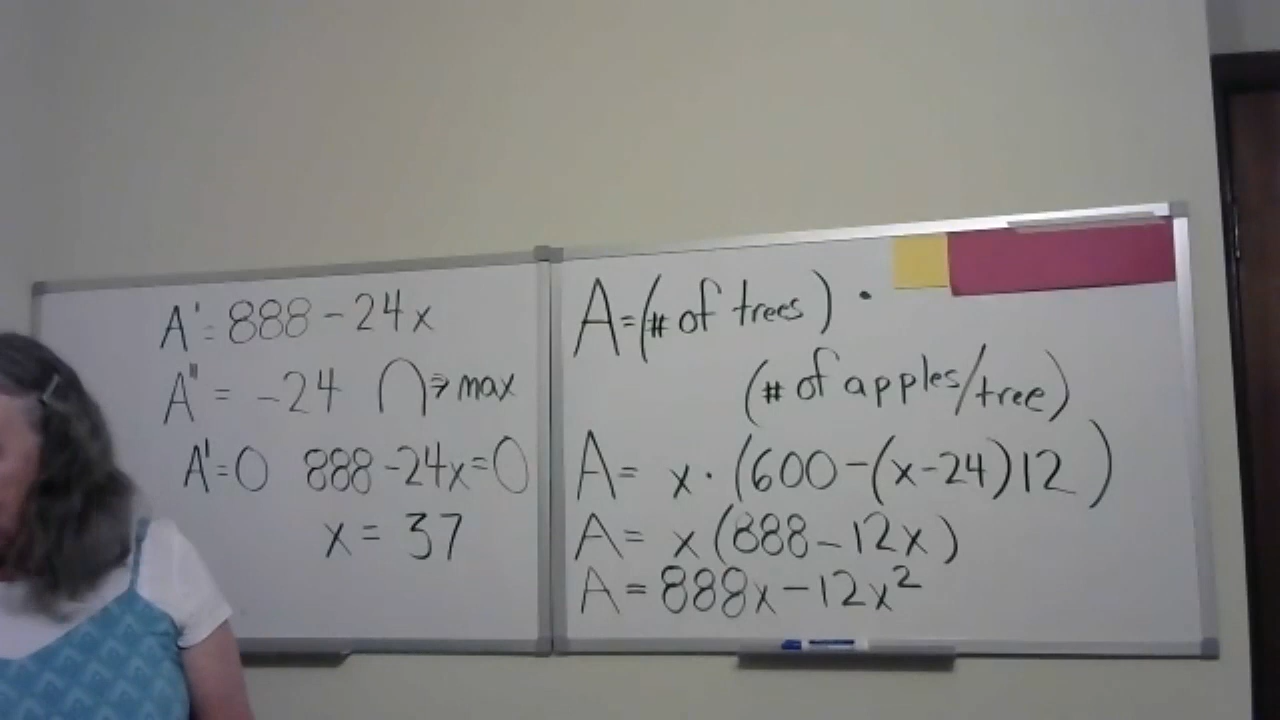 A' = 888 - 24x
A" = -24 ∩ ⇒ max
A' = 0 888 - 24x = 0
x = 37
A = (# of trees) ·
(# of apples/tree)
A = x · (600 - (x - 24)12)
A = x(888 - 12x)
A = 888x - 12x²